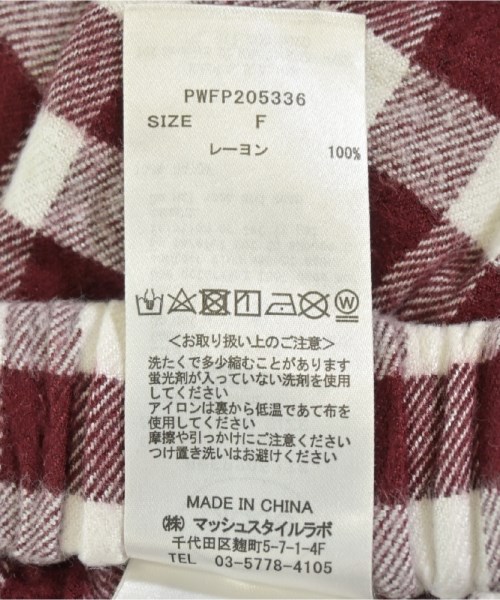 PWFP205336
SIZE F
レーヨン 100%
W
<お取り扱い上のご注意>
洗たくで多少縮むことがあります
蛍光剤が入っていない洗剤を使用
してください
アイロンは裏から低温であて布を
使用してください
摩擦や引っかけにご注意ください
つけ置き洗いはお避けください
MADE IN CHINA
㈱ マッシュスタイルラボ
千代田区麹町5-7-1-4F
TEL 03-5778-4105